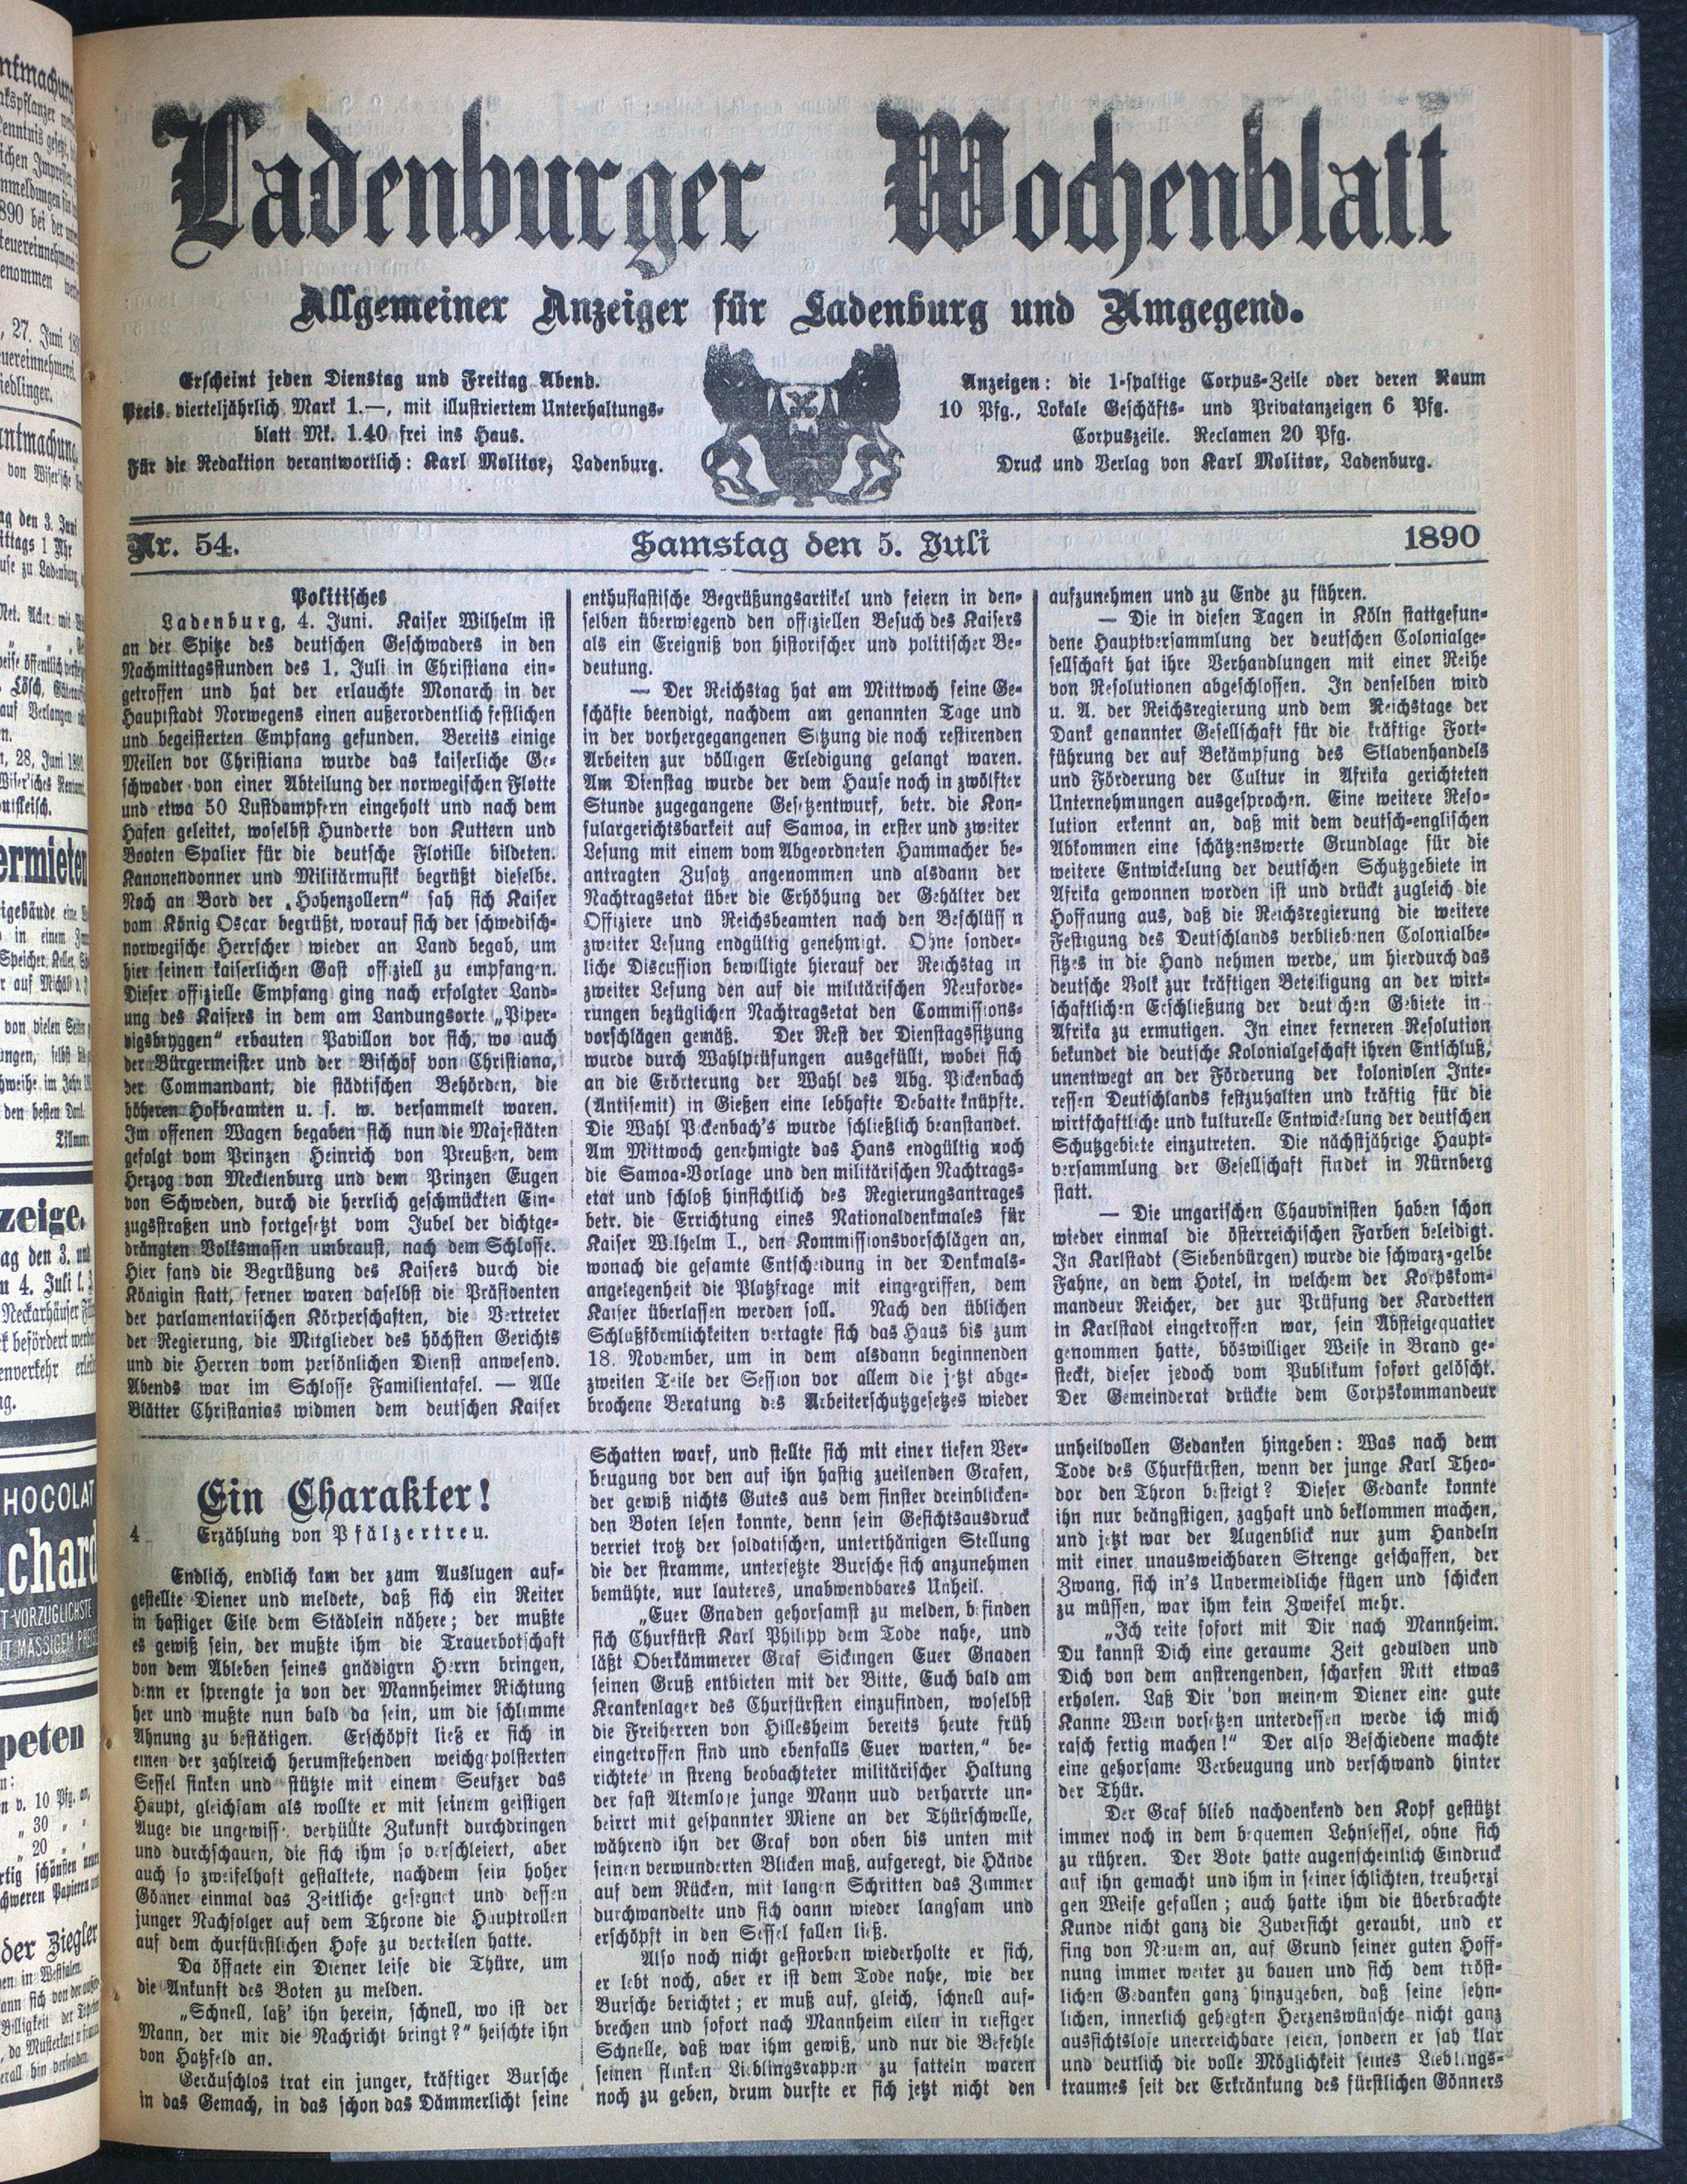 Ladenburger Wochenblatt
Allgemeiner Anzeiger für Ladenburg und Umgegend.
Erscheint jeden Dienstag und Freitag Abend.
Preis vierteljährlich Mark 1.—, mit illustriertem Unterhaltungs-
blatt Mk. 1.40 frei ins Haus.
Für die Redaktion verantwortlich: Karl Molitor, Ladenburg.
Anzeigen: die 1-spaltige Corpus-Zeile oder deren Raum
10 Pfg., Lokale Geschäfts- und Privatanzeigen 6 Pfg.
Corpuszeile. Reclamen 20 Pfg.
Druck und Verlag von Karl Molitor, Ladenburg.
Nr. 54. Samstag den 5. Juli 1890
Politisches
Ladenburg, 4. Juni. Kaiser Wilhelm ist
an der Spitze des deutschen Geschwaders in den
Nachmittagsstunden des 1. Juli in Christiana ein-
getroffen und hat der erlauchte Monarch in der
Hauptstadt Norwegens einen außerordentlich festlichen
und begeisterten Empfang gefunden. Bereits einige
Meilen vor Christiana wurde das kaiserliche Ge-
schwader von einer Abteilung der norwegischen Flotte
und etwa 50 Lustdampfern eingeholt und nach dem
Hafen geleitet, woselbst Hunderte von Kuttern und
Booten Spalier für die deutsche Flotille bildeten.
Kanonendonner und Militärmusik begrüßt dieselbe.
Noch an Bord der „Hohenzollern" sah sich Kaiser
vom König Oscar begrüßt, worauf sich der schwedisch-
norwegische Herrscher wieder an Land begab, um
hier seinen kaiserlichen Gast offiziell zu empfangen.
Dieser offizielle Empfang ging nach erfolgter Land-
ung des Kaisers in dem am Landungsorte „Piper-
vigsbryggen" erbauten Pavillon vor sich, wo auch
der Bürgermeister und der Bischof von Christiana,
der Commandant, die städtischen Behörden, die
höheren Hofbeamten u. s. w. versammelt waren.
Im offenen Wagen begaben sich nun die Majestäten
gefolgt vom Prinzen Heinrich von Preußen, dem
Herzog von Mecklenburg und dem Prinzen Eugen
von Schweden, durch die herrlich geschmückten Ein-
zugsstraßen und fortgesetzt vom Jubel der dichtge-
drängten Volksmassen umbraust, nach dem Schlosse.
Hier fand die Begrüßung des Kaisers durch die
Königin statt, ferner waren daselbst die Präsidenten
der parlamentarischen Körperschaften, die Vertreter
der Regierung, die Mitglieder des höchsten Gerichts
und die Herren vom persönlichen Dienst anwesend.
Abends war im Schlosse Familientafel. — Alle
Blätter Christianias widmen dem deutschen Kaiser
enthusiastische Begrüßungsartikel und feiern in den-
selben überwiegend den offiziellen Besuch des Kaisers
als ein Ereigniß von historischer und politischer Be-
deutung.
— Der Reichstag hat am Mittwoch seine Ge-
schäfte beendigt, nachdem am genannten Tage und
in der vorhergegangenen Sitzung die noch restirenden
Arbeiten zur völligen Erledigung gelangt waren.
Am Dienstag wurde der dem Hause noch in zwölfter
Stunde zugegangene Gesetzentwurf, betr. die Kon-
sulargerichtsbarkeit auf Samoa, in erster und zweiter
Lesung mit einem vom Abgeordneten Hammacher be-
antragten Zusatz angenommen und alsdann der
Nachtragsetat über die Erhöhung der Gehälter der
Offiziere und Reichsbeamten nach den Beschlüss n
zweiter Lesung endgültig genehmigt. Ohne sonder-
liche Discussion bewilligte hierauf der Reichstag in
zweiter Lesung den auf die militärischen Neuforde-
rungen bezüglichen Nachtragsetat den Commissions-
vorschlägen gemäß. Der Rest der Dienstagssitzung
wurde durch Wahlprüfungen ausgefüllt, wobei sich
an die Erörterung der Wahl des Abg. Pickenbach
(Antisemit) in Gießen eine lebhafte Debatte knüpfte.
Die Wahl Pickenbach's wurde schließlich beanstandet.
Am Mittwoch genehmigte das Hans endgültig noch
die Samoa-Vorlage und den militärischen Nachtrags-
etat und schloß hinsichtlich des Regierungsantrages
betr. die Errichtung eines Nationaldenkmales für
Kaiser Wilhelm I., den Kommissionsvorschlägen an,
wonach die gesamte Entscheidung in der Denkmals-
angelegenheit die Platzfrage mit eingegriffen, dem
Kaiser überlassen werden soll. Nach den üblichen
Schlußförmlichkeiten vertagte sich das Haus bis zum
18. November, um in dem alsdann beginnenden
zweiten Teile der Session vor allem die jetzt abge-
brochene Beratung des Arbeiterschutzgesetzes wieder
aufzunehmen und zu Ende zu führen.
— Die in diesen Tagen in Köln stattgefun-
dene Hauptversammlung der deutschen Colonialge-
sellschaft hat ihre Verhandlungen mit einer Reihe
von Resolutionen abgeschlossen. In denselben wird
u. A. der Reichsregierung und dem Reichstage der
Dank genannter Gesellschaft für die kräftige Fort-
führung der auf Bekämpfung des Sklavenhandels
und Förderung der Cultur in Afrika gerichteten
Unternehmungen ausgesprochen. Eine weitere Reso-
lution erkennt an, daß mit dem deutsch-englischen
Abkommen eine schätzenswerte Grundlage für die
weitere Entwickelung der deutschen Schutzgebiete in
Afrika gewonnen worden ist und drückt zugleich die
Hoffnung aus, daß die Reichsregierung die weitere
Festigung des Deutschlands verbliebenen Colonialbe-
sitzes in die Hand nehmen werde, um hierdurch das
deutsche Volk zur kräftigen Beteiligung an der wirt-
schaftlichen Erschließung der deutschen Gebiete in
Afrika zu ermutigen. In einer ferneren Resolution
bekundet die deutsche Kolonialgeschaft ihren Entschluß,
unentwegt an der Förderung der kolonialen Inte-
ressen Deutschlands festzuhalten und kräftig für die
wirtschaftliche und kulturelle Entwickelung der deutschen
Schutzgebiete einzutreten. Die nächstjährige Haupt-
versammlung der Gesellschaft findet in Nürnberg
statt.
— Die ungarischen Chauvinisten haben schon
wieder einmal die österreichischen Farben beleidigt.
In Karlstadt (Siebenbürgen) wurde die schwarz-gelbe
Fahne, an dem Hotel, in welchem der Korpskom-
mandeur Reicher, der zur Prüfung der Kardetten
in Karlstadt eingetroffen war, sein Absteigequatier
genommen hatte, böswilliger Weise in Brand ge-
steckt, dieser jedoch vom Publikum sofort gelöscht.
Der Gemeinderat drückte dem Corpskommandeur
Ein Charakter!
4 Erzählung von Pfälzertreu.
Endlich, endlich kam der zum Auslugen auf-
gestellte Diener und meldete, daß sich ein Reiter
in hastiger Eile dem Städlein nähere; der mußte
es gewiß sein, der mußte ihm die Trauerbotschaft
von dem Ableben seines gnädigrn Herrn bringen,
denn er sprengte ja von der Mannheimer Richtung
her und mußte nun bald da sein, um die schlimme
Ahnung zu bestätigen. Erschöpft ließ er sich in
einen der zahlreich herumstehenden weichgepolsterten
Sessel sinken und stützte mit einem Seufzer das
Haupt, gleichsam als wollte er mit seinem geistigen
Auge die ungewiss verhüllte Zukunft durchdringen
und durchschauen, die sich ihm so verschleiert, aber
auch so zweifelhaft gestaltete, nachdem sein hoher
Gönner einmal das Zeitliche gesegnet und dessen
junger Nachfolger auf dem Throne die Hauptrollen
auf dem churfürstlichen Hofe zu verteilen hatte.
Da öffnete ein Diener leise die Thüre, um
die Ankunft des Boten zu melden.
„Schnell, laß' ihn herein, schnell, wo ist der
Mann, der mir die Nachricht bringt?" heischte ihn
von Hatzfeld an.
Geräuschlos trat ein junger, kräftiger Bursche
in das Gemach, in das schon das Dämmerlicht seine
Schatten warf, und stellte sich mit einer tiefen Ver-
beugung vor den auf ihn hastig zueilenden Grafen,
der gewiß nichts Gutes aus dem finster dreinblicken-
den Boten lesen konnte, denn sein Gesichtsausdruck
verriet trotz der soldatischen, unterthänigen Stellung
die der stramme, untersetzte Bursche sich anzunehmen
bemühte, nur lauteres, unabwendbares Unheil.
„Euer Gnaden gehorsamst zu melden, befinden
sich Churfürst Karl Philipp dem Tode nahe, und
läßt Oberkämmerer Graf Sickingen Euer Gnaden
seinen Gruß entbieten mit der Bitte, Euch bald am
Krankenlager des Churfürsten einzufinden, woselbst
die Freiherren von Hillesheim bereits heute früh
eingetroffen sind und ebenfalls Euer warten," be-
richtete in streng beobachteter militärischer Haltung
der fast Atemlose junge Mann uud verharrte un-
beirrt mit gespannter Miene an der Thürschwelle,
während ihn der Graf von oben bis unten mit
seinen verwunderten Blicken maß, aufgeregt, die Hände
auf dem Rücken, mit langen Schritten das Zimmer
durchwandelte und sich dann wieder langsam und
erschöpft in den Sessel fallen ließ.
Also noch nicht gestorben wiederholte er sich,
er lebt noch, aber er ist dem Tode nahe, wie der
Bursche berichtet; er muß auf, gleich, schnell auf-
brechen und sofort nach Mannheim eilen in riesiger
Schnelle, daß war ihm gewiß, und nur die Befehle
seinen flinken Lieblingsrappen zu satteln waren
noch zu geben, drum durfte er sich jetzt nicht den
unheilvollen Gedanken hingeben: Was nach dem
Tode des Churfürsten, wenn der junge Karl Theo-
dor den Thron besteigt? Dieser Gedanke konnte
ihn nur beängstigen, zaghaft und beklommen machen,
und jetzt war der Augenblick nur zum Handeln
mit einer unausweichbaren Strenge geschaffen, der
Zwang, sich in's Unvermeidliche fügen und schicken
zu müssen, war ihm kein Zweifel mehr.
„Ich reite sofort mit Dir nach Mannheim.
Du kannst Dich eine geraume Zeit gedulden und
Dich von dem anstrengenden, scharfen Ritt etwas
erholen. Laß Dir von meinem Diener eine gute
Kanne Wein vorsetzen unterdessen werde ich mich
rasch fertig machen!" Der also Beschiedene machte
eine gehorsame Verbeugung und verschwand hinter
der Thür.
Der Graf blieb nachdenkend den Kopf gestützt
immer noch in dem bequemen Lehnsessel, ohne sich
zu rühren. Der Bote hatte augenscheinlich Eindruck
auf ihn gemacht und ihm in seiner schlichten, treuherzi
gen Weise gefallen; auch hatte ihm die überbrachte
Kunde nicht ganz die Zuversicht geraubt, und er
fing von Neuem an, auf Grund seiner guten Hoff-
nung immer weiter zu bauen und sich dem tröst-
lichen Gedanken ganz hinzugeben, daß seine sehn-
lichen, innerlich gehegten Herzenswünsche nicht ganz
aussichtslose unerreichbare seien, sondern er sah klar
und deutlich die volle Möglichkeit seines Lieblings-
traumes seit der Erkränkung des fürstlichen Gönners